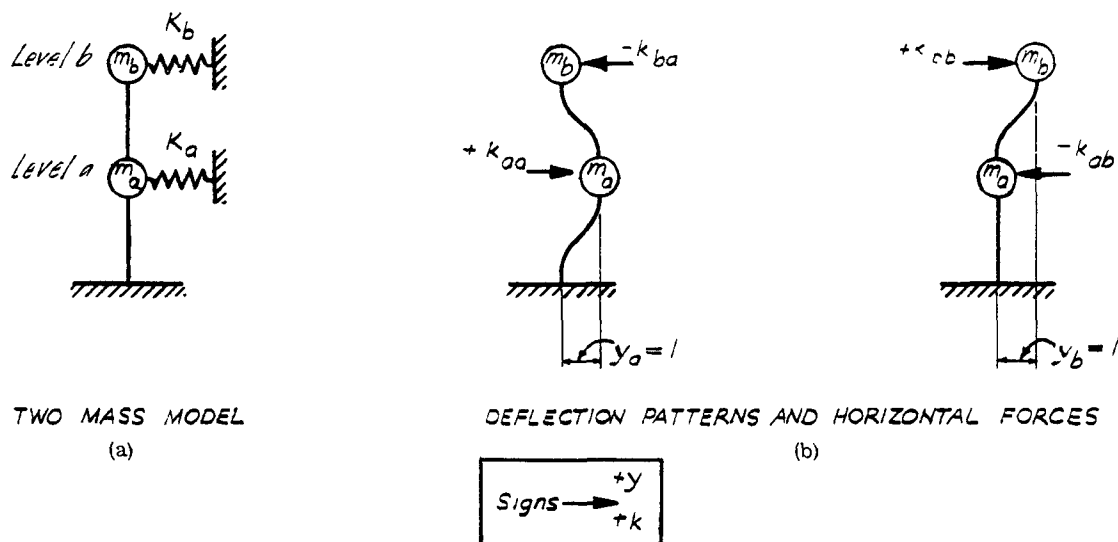 K_b
Level b
m_b
K_a
Level a
m_a
-k_ba
m_b
+k_aa
m_a
y_a=1
m_b
-k_ab
m_a
y_b=1
TWO MASS MODEL
(a)
DEFLECTION PATTERNS AND HORIZONTAL FORCES
(b)
Signs
+y
+k